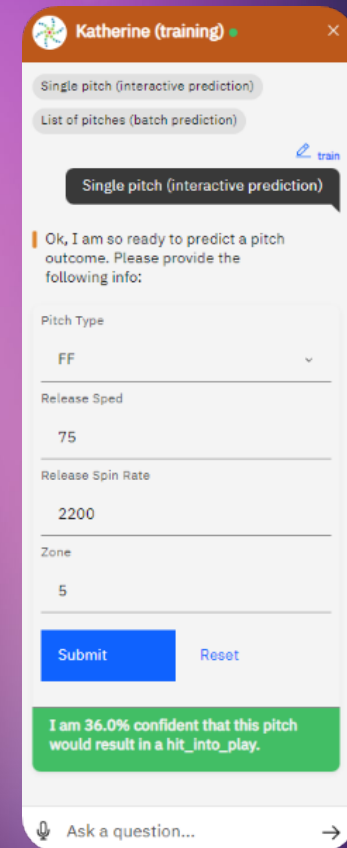 Katherine (training)
Single pitch (interactive prediction)
List of pitches (batch prediction)
train
Single pitch (interactive prediction)
Ok, I am so ready to predict a pitch
outcome. Please provide the
following info:
Pitch Type
FF
Release Sped
75
Release Spin Rate
2200
Zone
5
Submit Reset
I am 36.0% confident that this pitch
would result in a hit_into_play.
Ask a question...